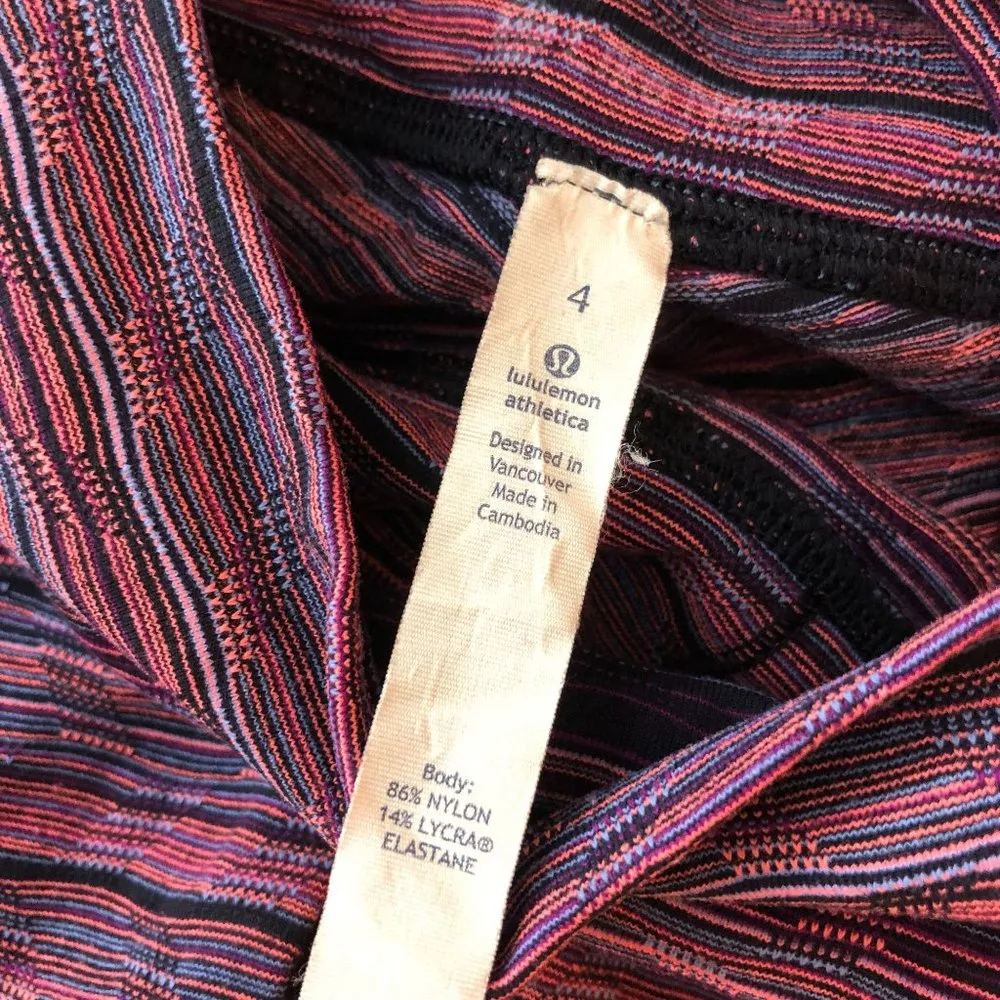 4
lululemon
athletica
Designed in
Vancouver
Made in
Cambodia
Body:
86% NYLON
14% LYCRA®
ELASTANE